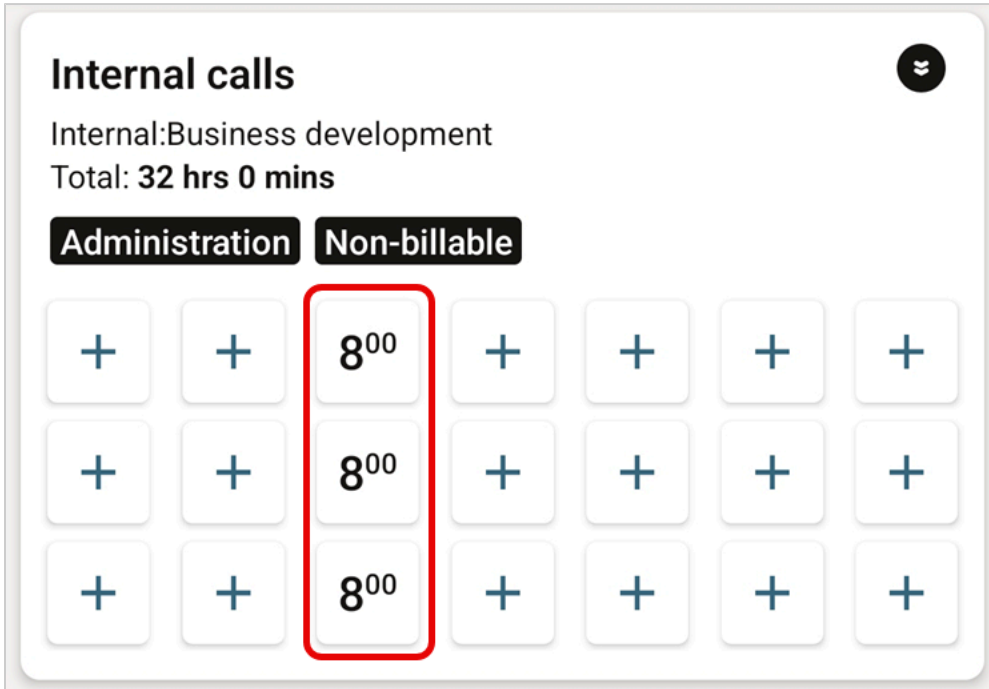 Internal calls
Internal:Business development
Total: 32 hrs 0 mins
Administration Non-billable
+ + 8⁰⁰ + + + +
+ + 8⁰⁰ + + + +
+ + 8⁰⁰ + + + +